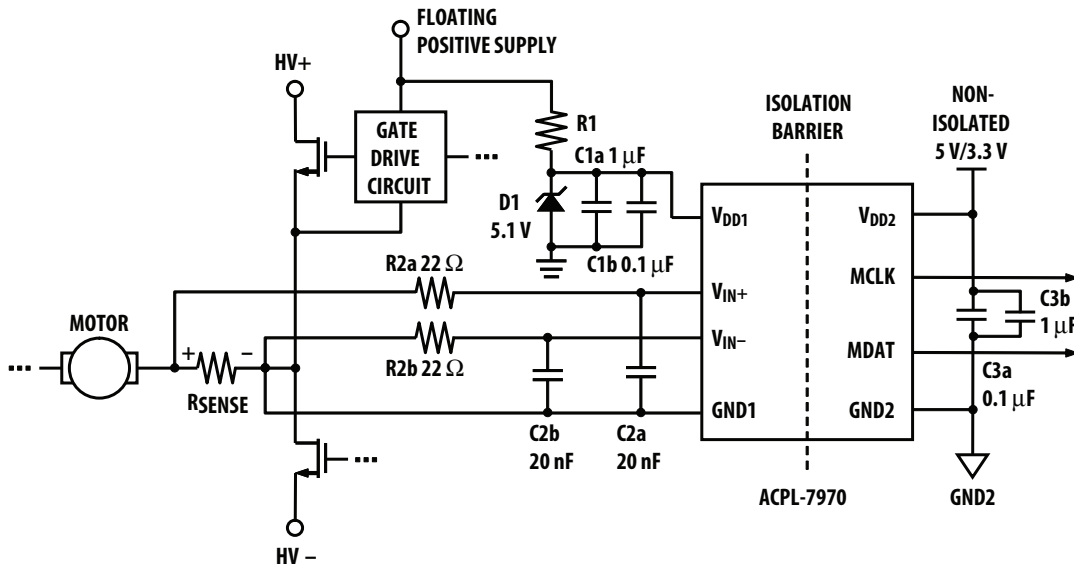 FLOATING
POSITIVE SUPPLY
HV+
GATE
DRIVE
CIRCUIT
R1
C1a 1 μF
D1
5.1 V
C1b 0.1 μF
ISOLATION
BARRIER
NON-
ISOLATED
5 V/3.3 V
VDD1
VIN+
VIN–
GND1
VDD2
MCLK
MDAT
GND2
C3b
1 μF
C3a
0.1 μF
R2a 22 Ω
R2b 22 Ω
MOTOR
+
–
RSENSE
C2b
20 nF
C2a
20 nF
ACPL-7970
GND2
HV –